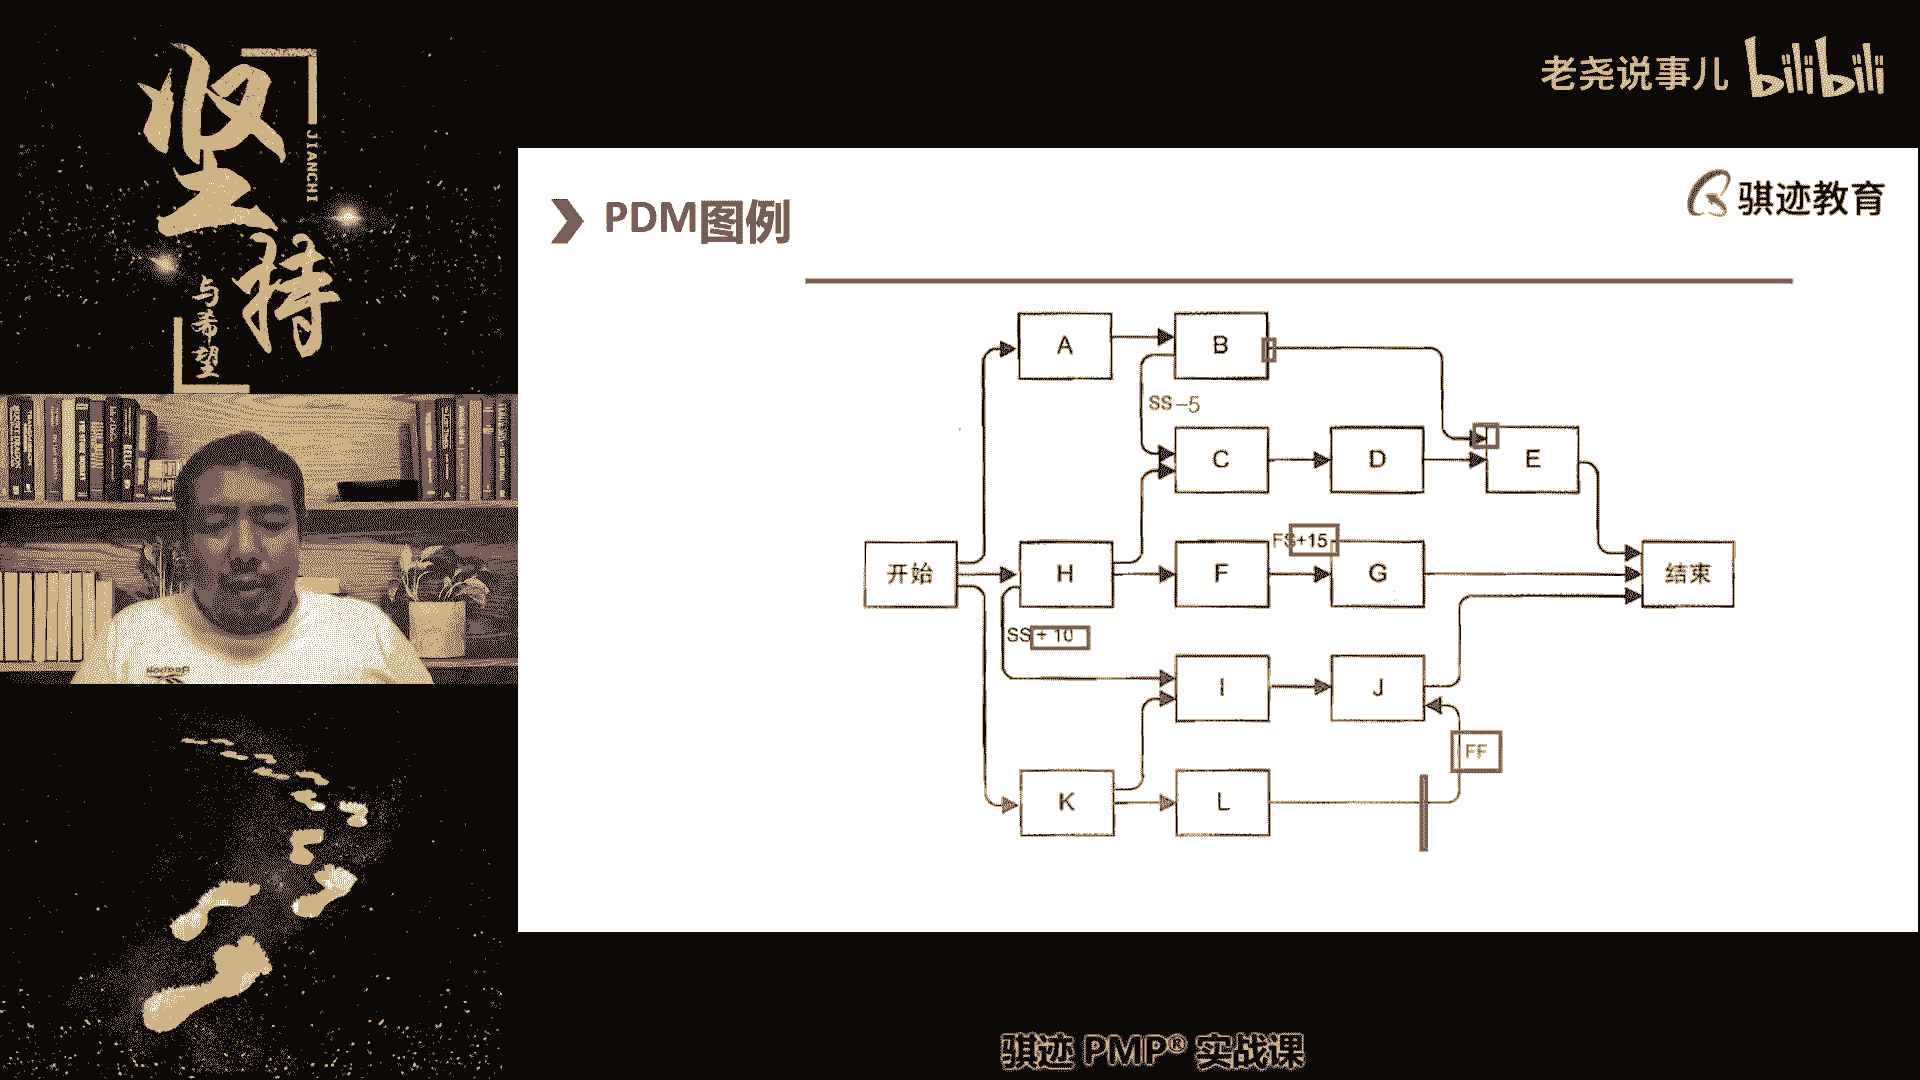 坚持
JIANCHI
与希望
老尧说事儿 bilibili
骐迹教育
PDM图例
A
B
SS -5
C
D
E
FS+15
开始
H
F
G
结束
SS + 10
I
J
FF
K
L
骐迹 PMP® 实战课